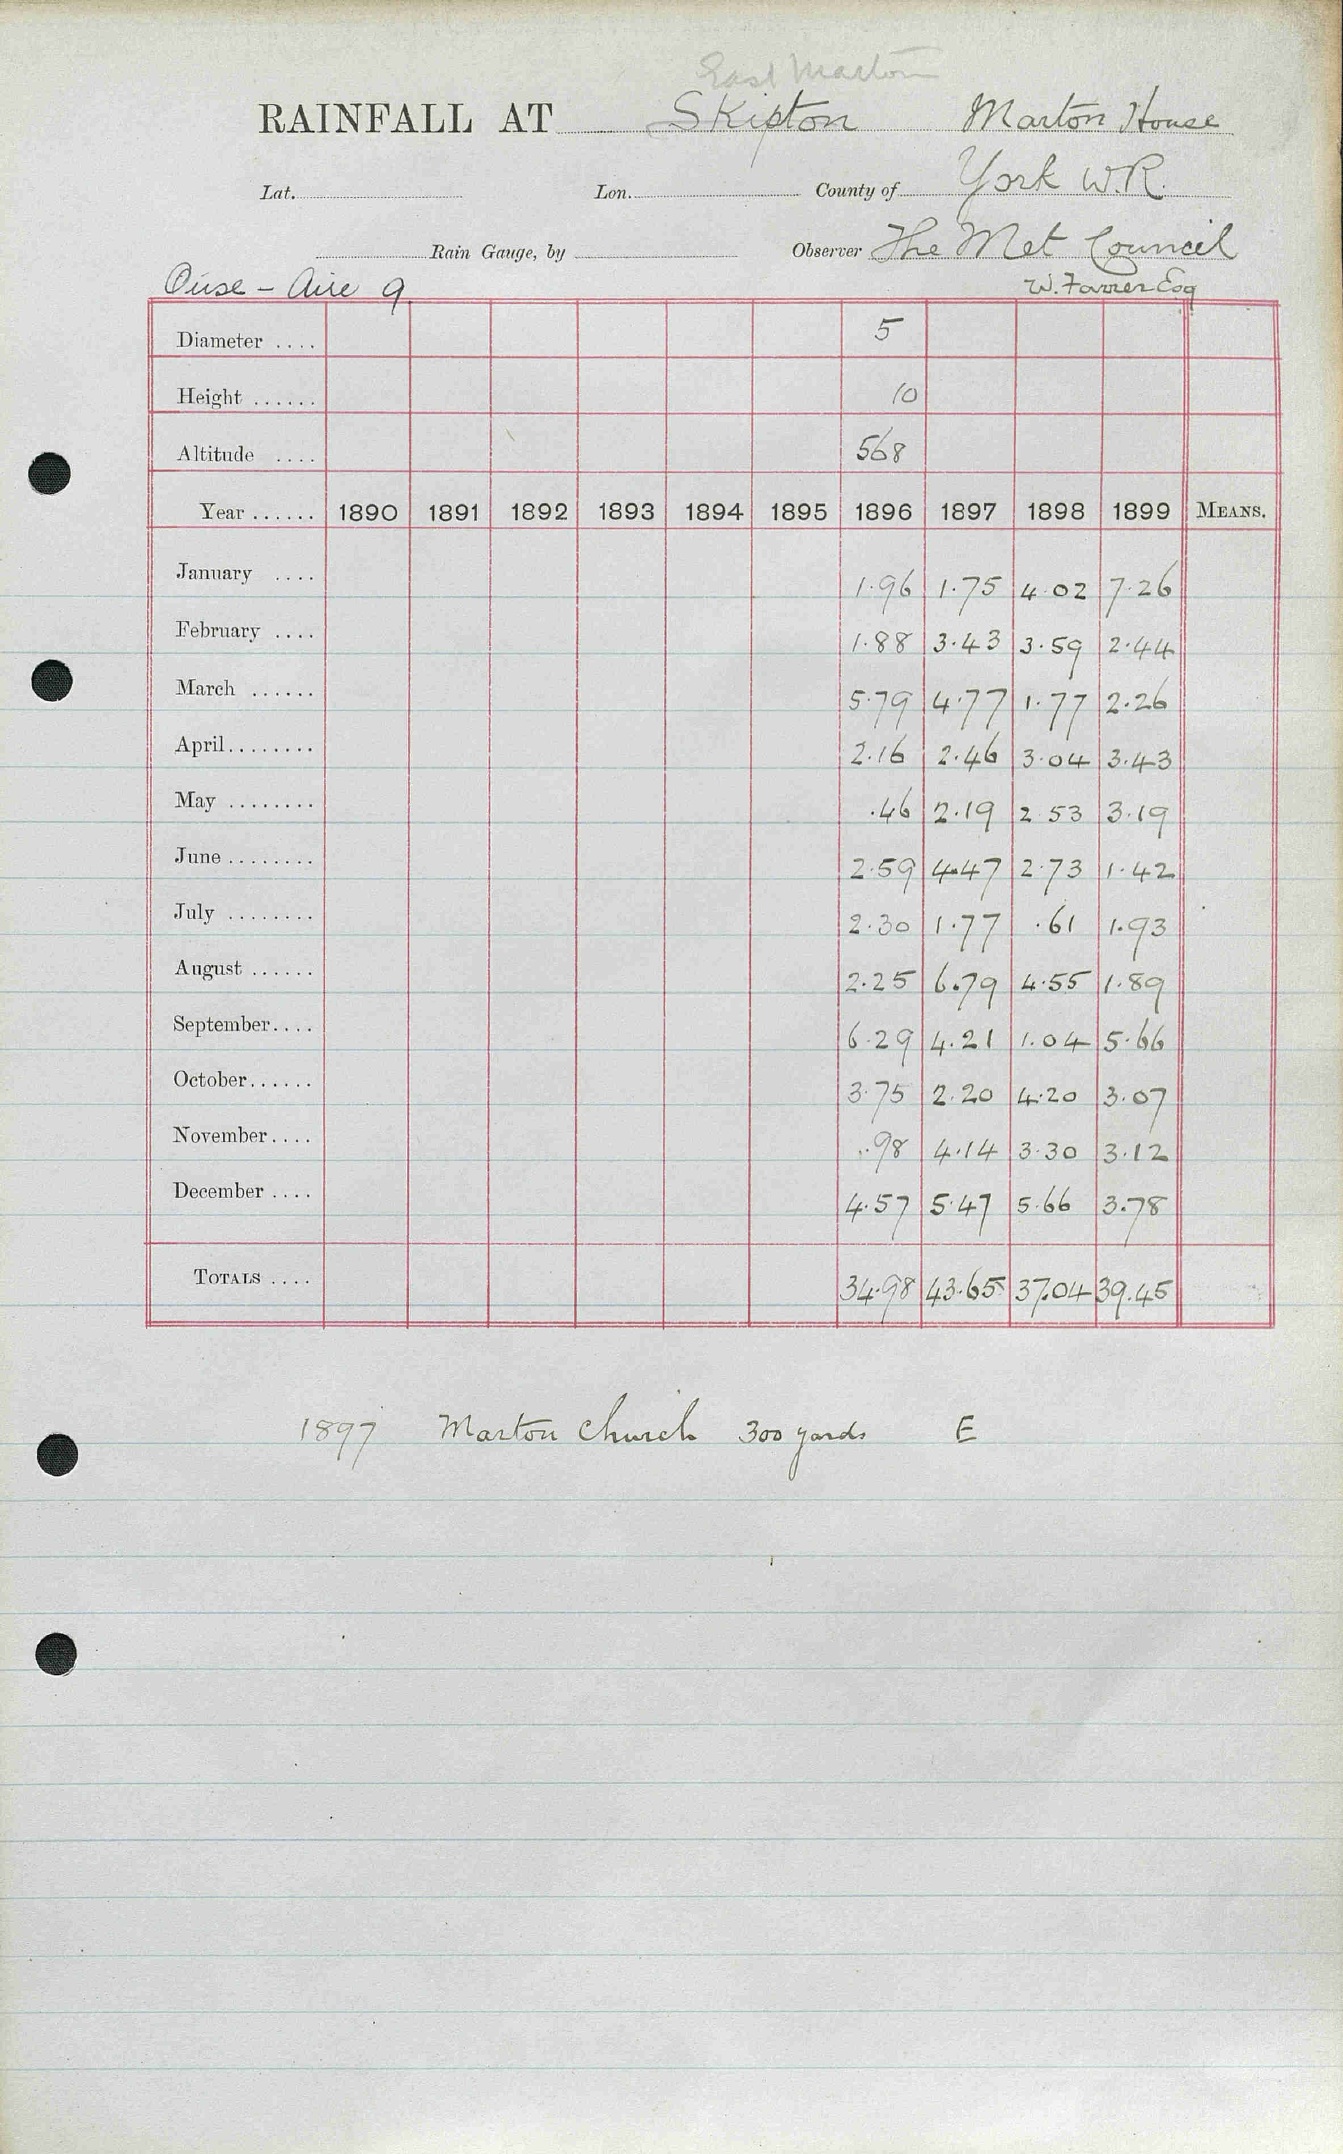 East Marton
RAINFALL AT Skipton Marton House
Lat. Lon. County of York W.R.
Rain Gauge, by Observer The Met Council
Ouse - Aire 9 W. Farrer Esq
Diameter .... 5
Height ...... 10
Altitude .... 568
Year ...... 1890 1891 1892 1893 1894 1895 1896 1897 1898 1899 MEANS.
January .... 1.96 1.75 4.02 7.26
February .... 1.88 3.43 3.59 2.44
March ...... 5.79 4.77 1.77 2.26
April........ 2.16 2.46 3.04 3.43
May ........ .46 2.19 2.53 3.19
June ........ 2.59 4.47 2.73 1.42
July ........ 2.30 1.77 .61 1.93
August ...... 2.25 6.79 4.55 1.89
September.... 6.29 4.21 1.04 5.66
October...... 3.75 2.20 4.20 3.07
November.... .98 4.14 3.30 3.12
December .... 4.57 5.47 5.66 3.78
TOTALS .... 34.98 43.65 37.04 39.45
1897 Marton Church 300 yards E